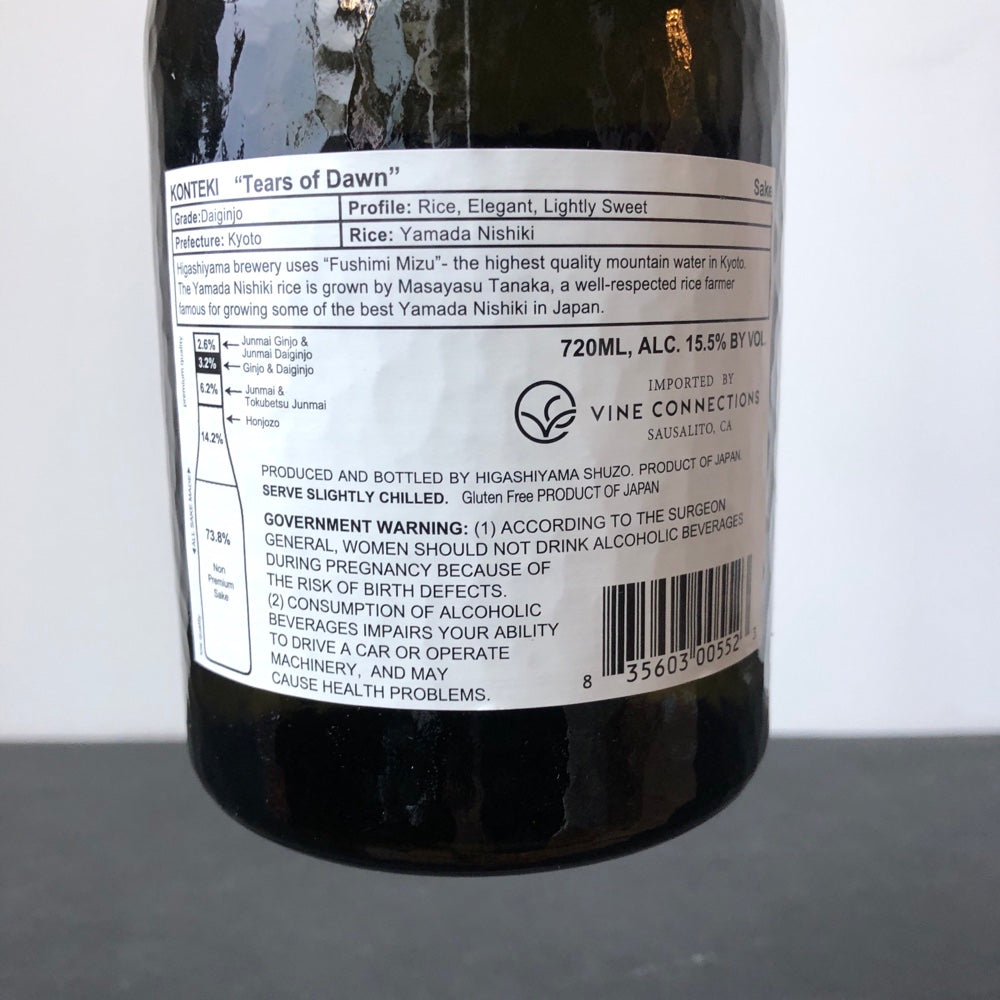 KONTEKI “Tears of Dawn”
Sake
Grade:Daiginjo
Profile: Rice, Elegant, Lightly Sweet
Prefecture: Kyoto
Rice: Yamada Nishiki
Higashiyama brewery uses “Fushimi Mizu”- the highest quality mountain water in Kyoto.
The Yamada Nishiki rice is grown by Masayasu Tanaka, a well-respected rice farmer
famous for growing some of the best Yamada Nishiki in Japan.
premium quality
2.6%
Junmai Ginjo &
Junmai Daiginjo
3.2%
Ginjo & Daiginjo
6.2%
Junmai &
Tokubetsu Junmai
Honjozo
14.2%
ALL SAKE MADE
73.8%
Non
Premium
Sake
quality
720ML, ALC. 15.5% BY VOL
IMPORTED BY
VINE CONNECTIONS
SAUSALITO, CA
PRODUCED AND BOTTLED BY HIGASHIYAMA SHUZO. PRODUCT OF JAPAN.
SERVE SLIGHTLY CHILLED. Gluten Free PRODUCT OF JAPAN
GOVERNMENT WARNING: (1) ACCORDING TO THE SURGEON
GENERAL, WOMEN SHOULD NOT DRINK ALCOHOLIC BEVERAGES
DURING PREGNANCY BECAUSE OF
THE RISK OF BIRTH DEFECTS.
(2) CONSUMPTION OF ALCOHOLIC
BEVERAGES IMPAIRS YOUR ABILITY
TO DRIVE A CAR OR OPERATE
MACHINERY, AND MAY
CAUSE HEALTH PROBLEMS.
8 35603 00552 3